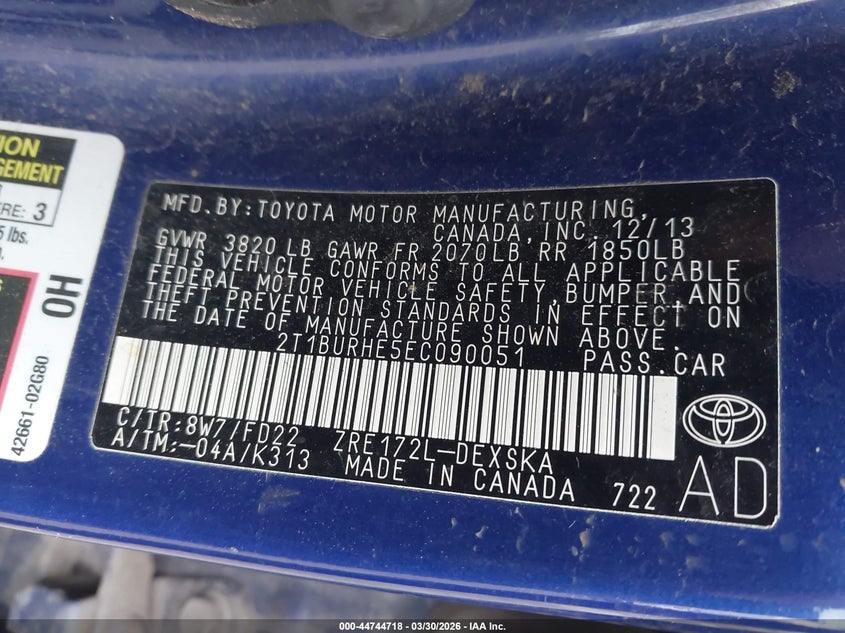 ION
GEMENT
RE: 3
5 lbs.
OH
42661-02G80
MFD.BY:TOYOTA MOTOR MANUFACTURING,
CANADA,INC. 12/13
GVWR 3820 LB GAWR FR 2070LB RR 1850LB
THIS VEHICLE CONFORMS TO ALL APPLICABLE
FEDERAL MOTOR VEHICLE SAFETY,BUMPER,AND
THEFT PREVENTION STANDARDS IN EFFECT ON
THE DATE OF MANUFACTURE SHOWN ABOVE.
2T1BURHE5EC090051 PASS.CAR
C/TR:8W7/FD22 ZRE172L-DEXSKA
A/TM:-04A/K313 MADE IN CANADA 722
AD
000-44744718 - 03/30/2026 - IAA Inc.